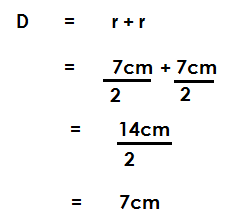 D = r + r
= 7cm + 7cm
2 2
= 14cm
2
= 7cm